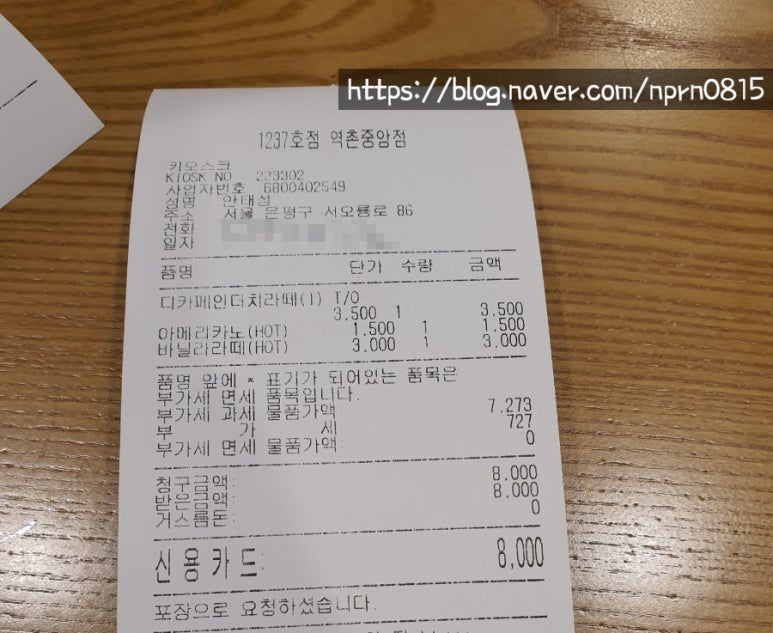 https://blog.naver.com/nprn0815
1237호점 역촌중앙점
키오스크
KIOSK NO : 223302
사업자번호 : 6800402549
성명 : 안태성
주소 : 서울 은평구 서오릉로 86
전화 :
일자 :
품명 단가 수량 금액
디카페인더치라떼(I) T/O
3.500 1 3.500
아메리카노(HOT) 1.500 1 1.500
바닐라라떼(HOT) 3.000 1 3.000
품명 앞에 * 표기가 되어있는 품목은
부가세 면세 품목입니다.
부가세 과세 물품가액: 7.273
부 가 세: 727
부가세 면세 물품가액: 0
청구금액: 8.000
받은금액: 8.000
거스름돈: 0
신용카드: 8,000
포장으로 요청하셨습니다.